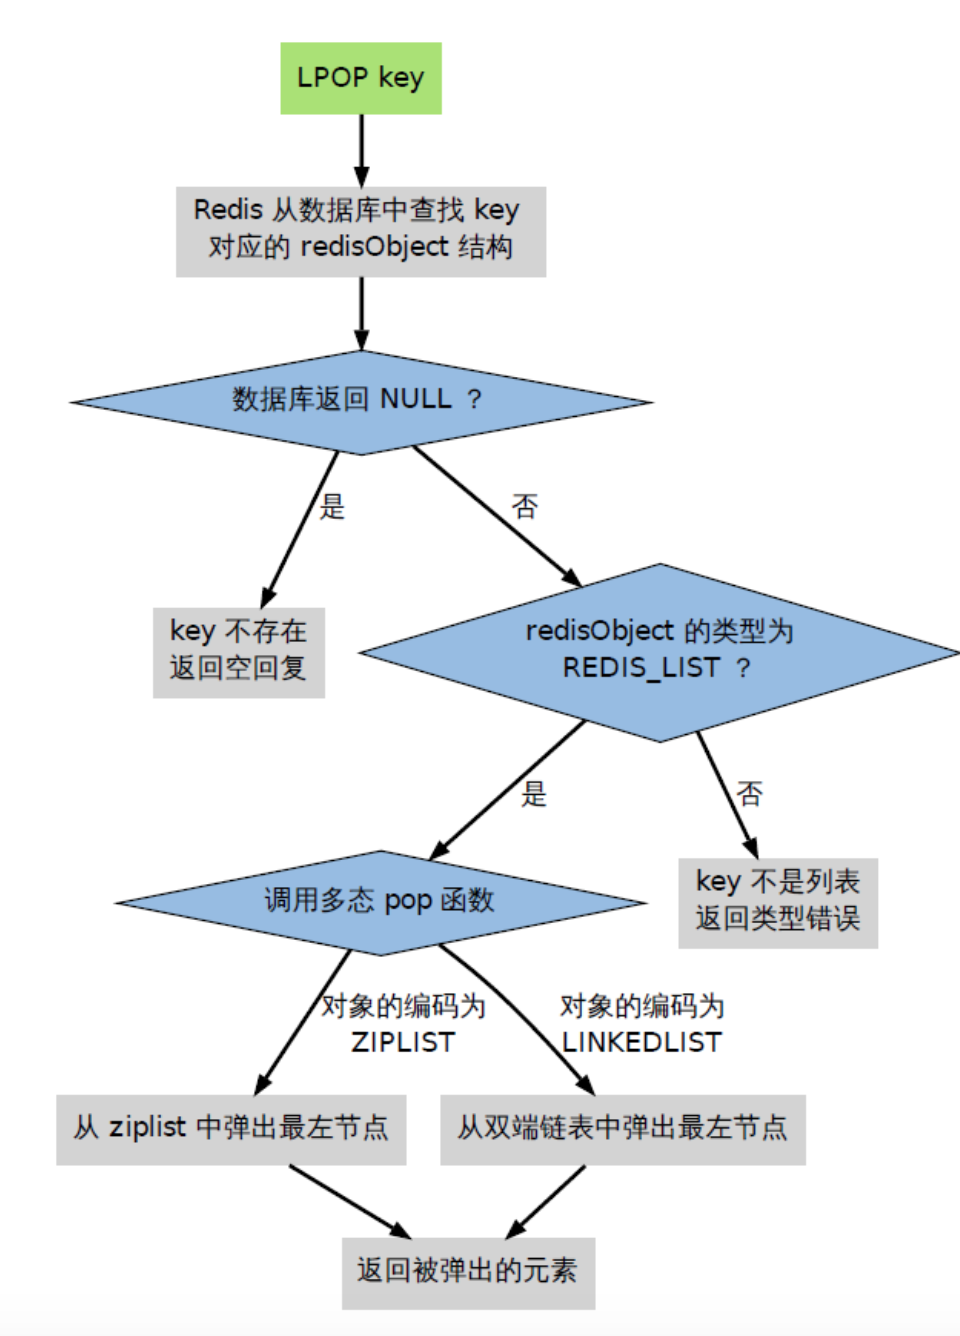 LPOP key
Redis 从数据库中查找 key
对应的 redisObject 结构
数据库返回 NULL ？
是
否
key 不存在
返回空回复
redisObject 的类型为
REDIS_LIST ？
是
否
key 不是列表
返回类型错误
调用多态 pop 函数
对象的编码为
ZIPLIST
对象的编码为
LINKEDLIST
从 ziplist 中弹出最左节点
从双端链表中弹出最左节点
返回被弹出的元素